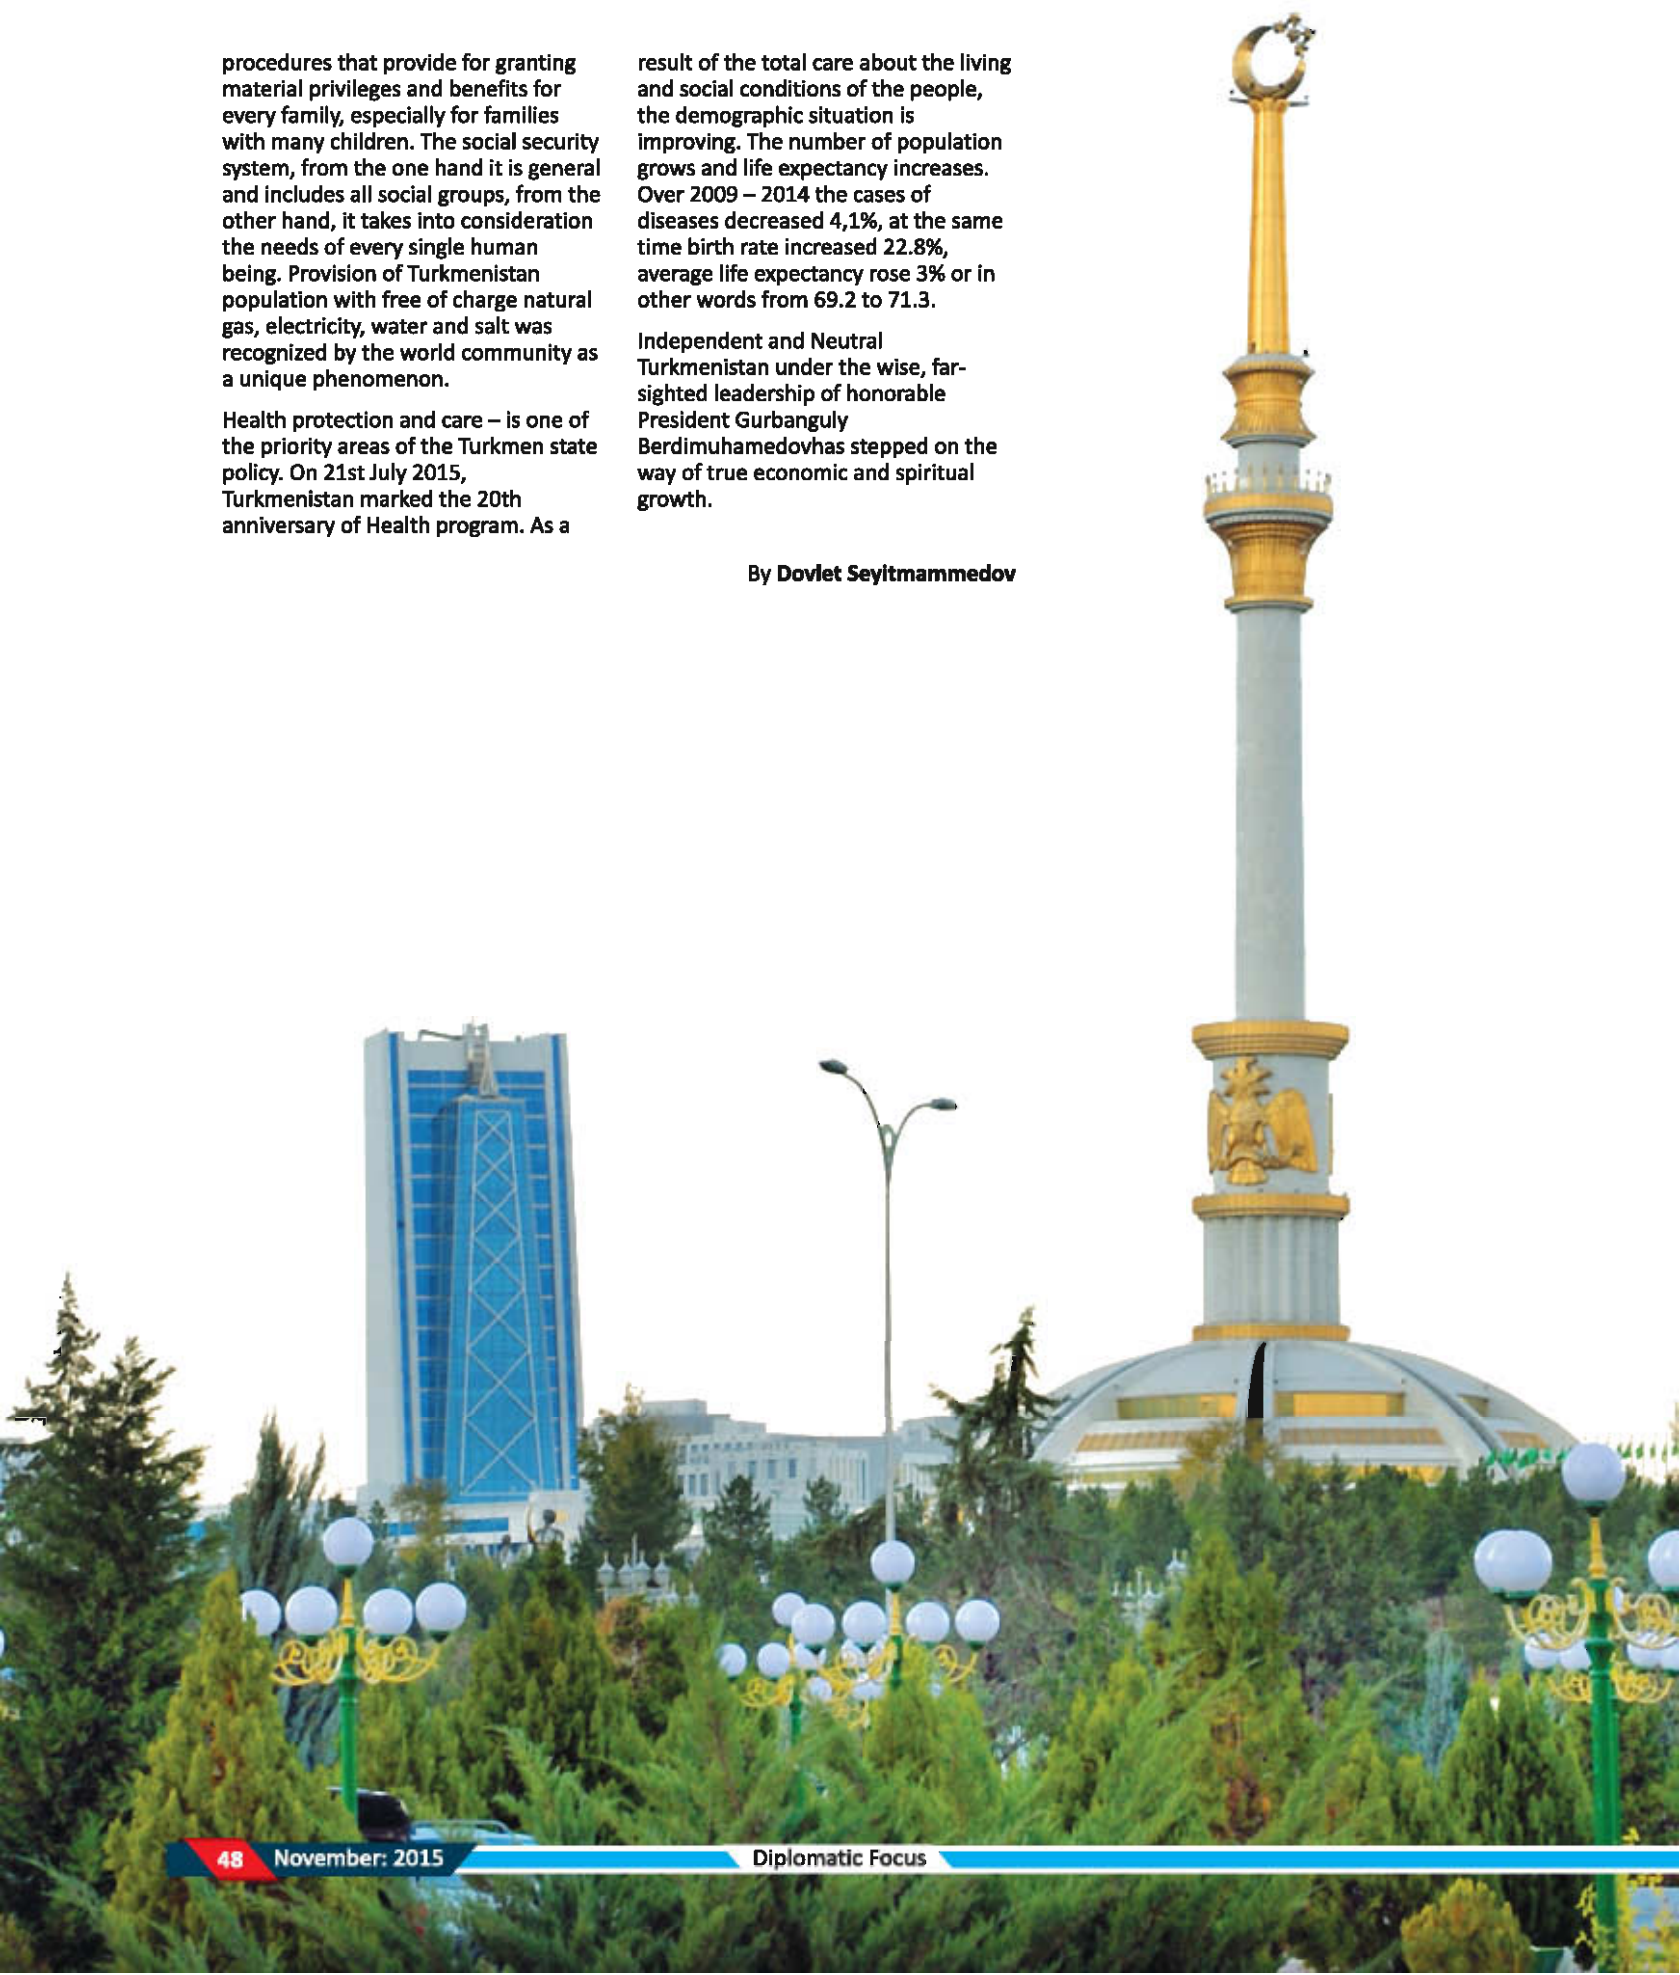 procedures that provide for granting
material privileges and benefits for
every family, especially for families
with many children. The social security
system, from the one hand it is general
and includes all social groups, from the
other hand, it takes into consideration
the needs of every single human
being. Provision of Turkmenistan
population with free of charge natural
gas, electricity, water and salt was
recognized by the world community as
a unique phenomenon.
Health protection and care – is one of
the priority areas of the Turkmen state
policy. On 21st July 2015,
Turkmenistan marked the 20th
anniversary of Health program. As a
result of the total care about the living
and social conditions of the people,
the demographic situation is
improving. The number of population
grows and life expectancy increases.
Over 2009 – 2014 the cases of
diseases decreased 4,1%, at the same
time birth rate increased 22.8%,
average life expectancy rose 3% or in
other words from 69.2 to 71.3.
Independent and Neutral
Turkmenistan under the wise, far-
sighted leadership of honorable
President Gurbanguly
Berdimuhamedovhas stepped on the
way of true economic and spiritual
growth.
By Dovlet Seyitmammedov
48 November: 2015
Diplomatic Focus